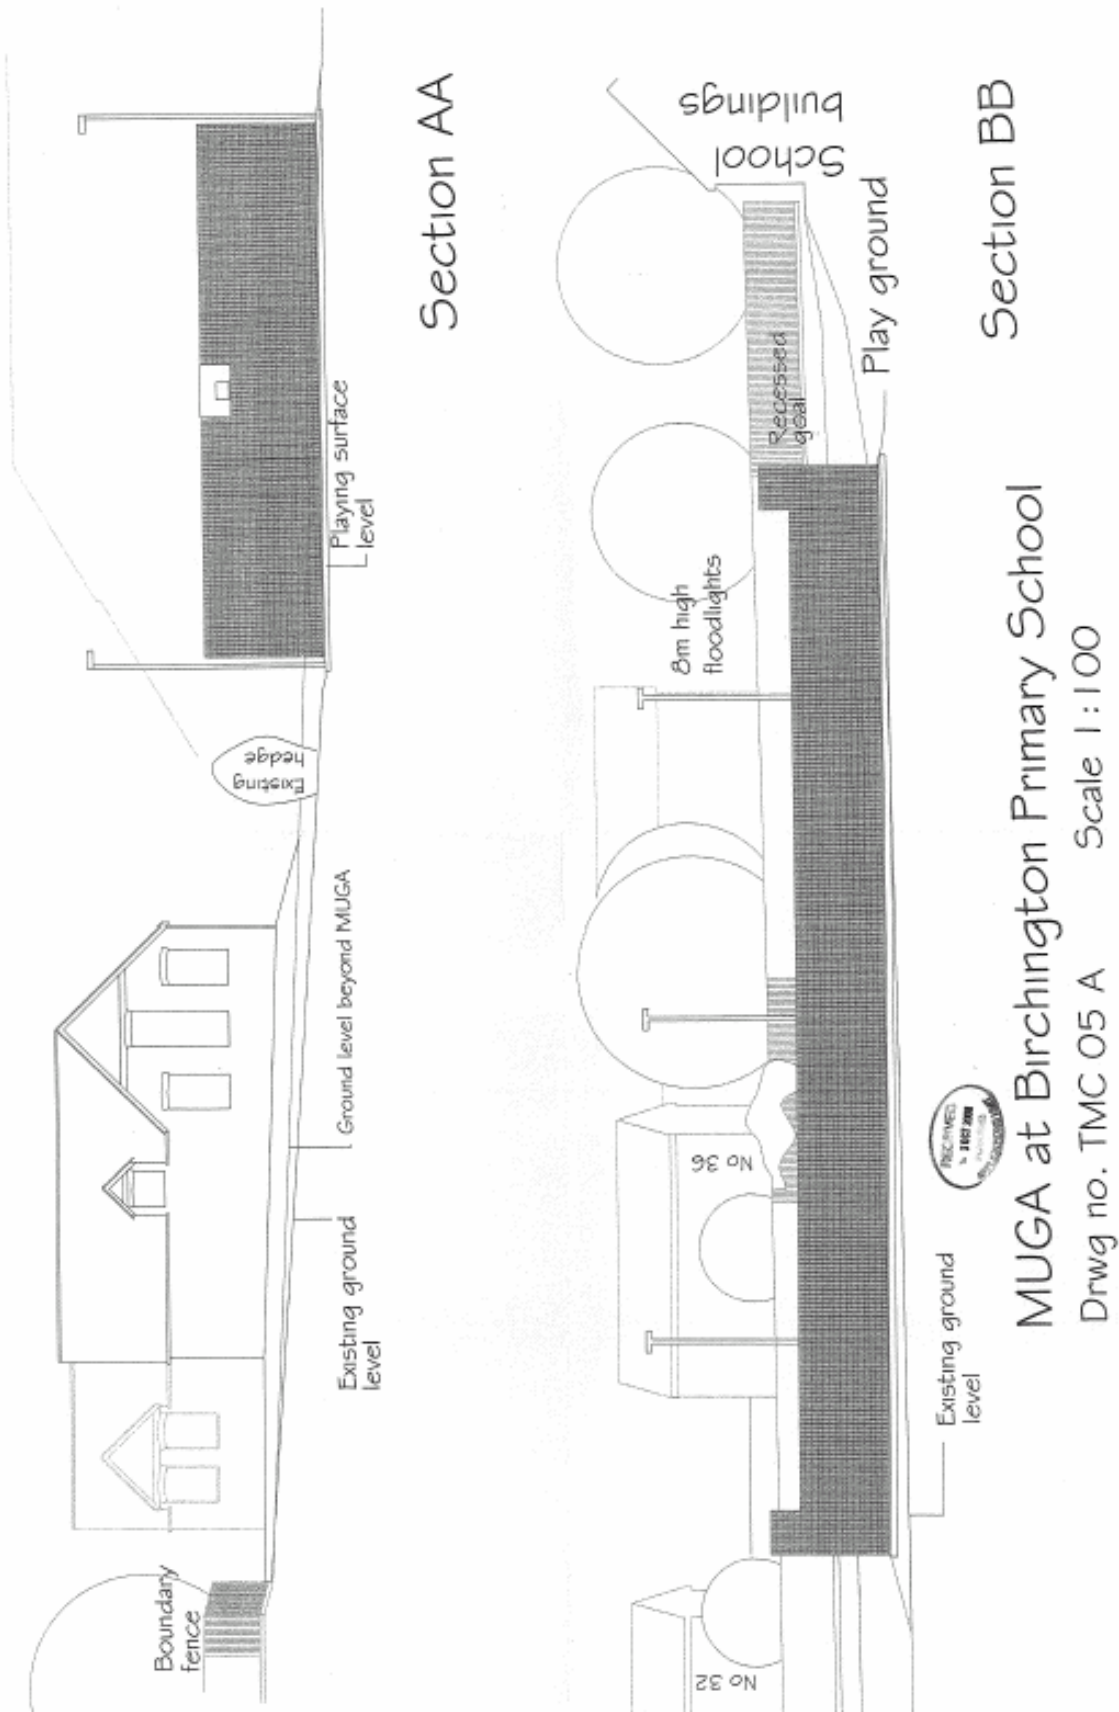 Boundary
fence
Existing ground
level
Ground level beyond MUGA
Existing
hedge
Playing surface
level
Section AA
No 32
No 36
8m high
floodlights
Recessed
goal
School
buildings
Play ground
Existing ground
level
Section BB
RECEIVED
MUGA at Birchington Primary School
Drwg no. TMC 05 A Scale 1:100